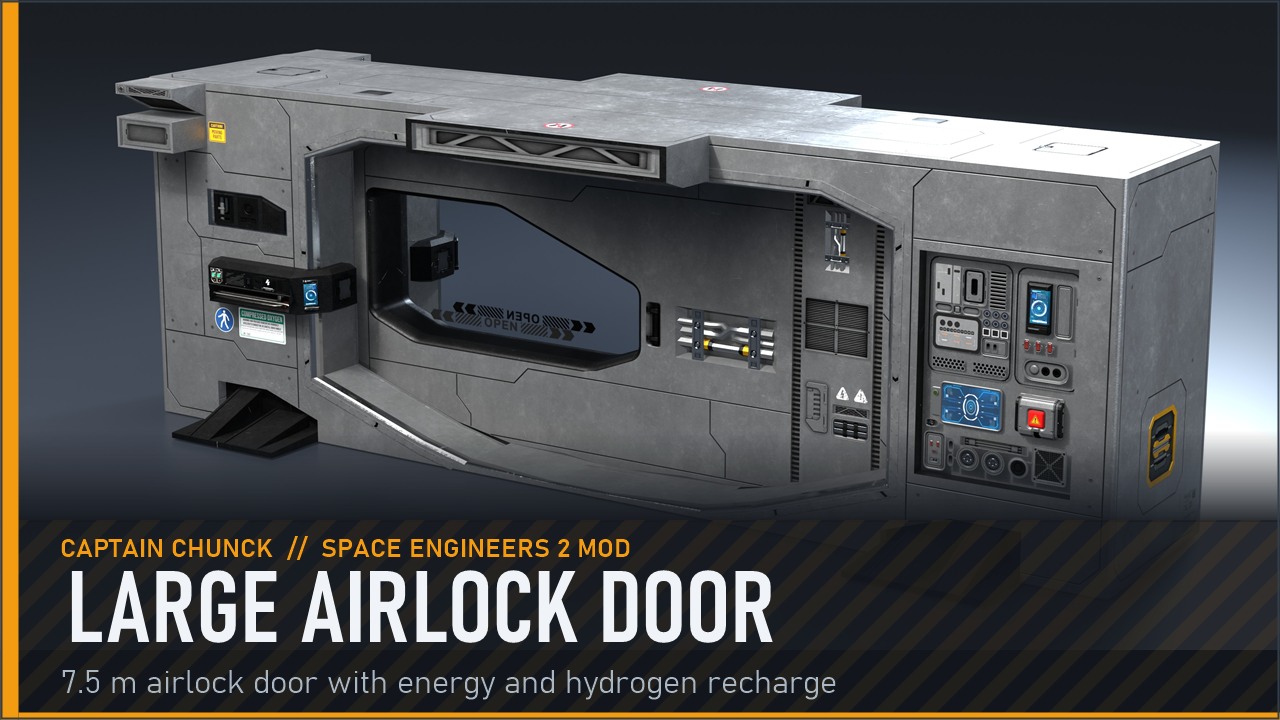 CAUTION
OPEN
OPEN
COMPRESSED OXYGEN
CAPTAIN CHUNCK // SPACE ENGINEERS 2 MOD
LARGE AIRLOCK DOOR
7.5 m airlock door with energy and hydrogen recharge